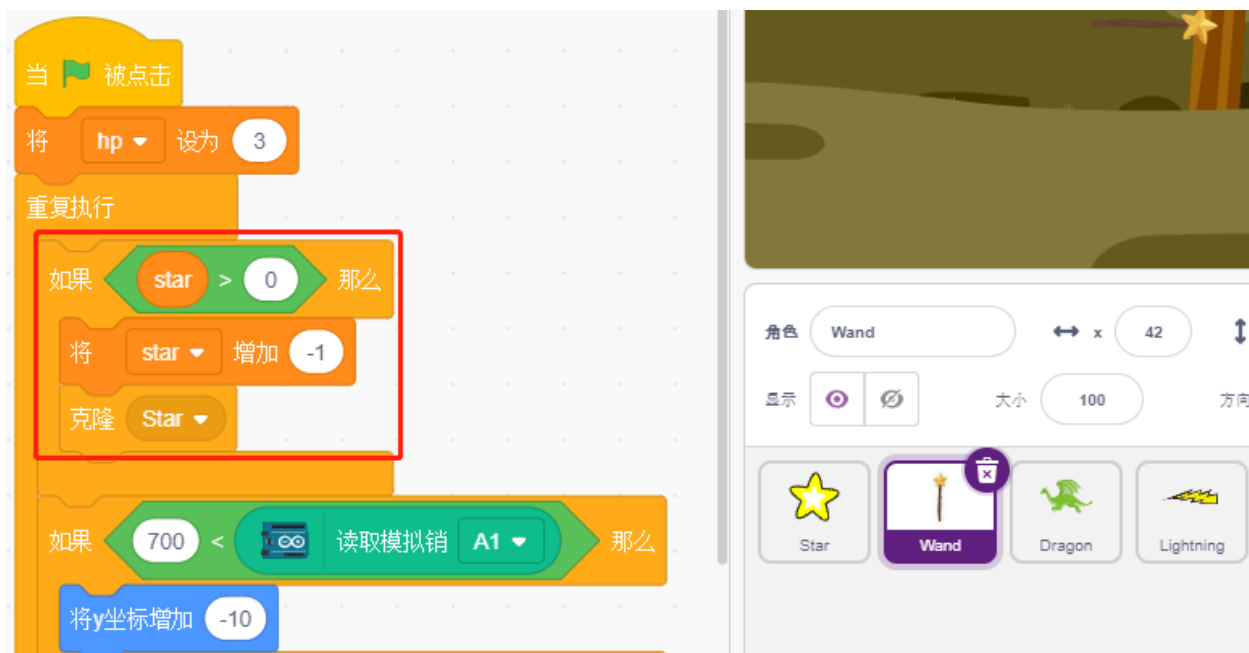 当 被点击
将 hp 设为 3
重复执行
如果 star > 0 那么
将 star 增加 -1
克隆 Star
如果 700 < 读取模拟销 A1 那么
将y坐标增加 -10
角色 Wand x 42
显示 大小 100 方向
Star Wand Dragon Lightning